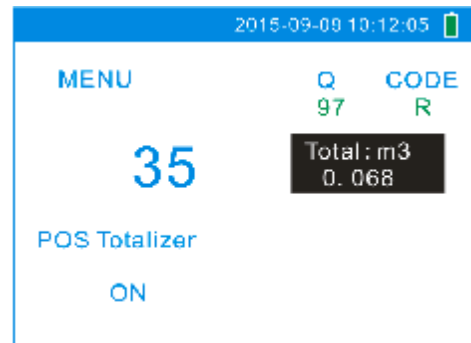 2015-09-09 10:12:05
MENU
Q
CODE
97
R
35
Total: m3
0. 068
POS Totalizer
ON